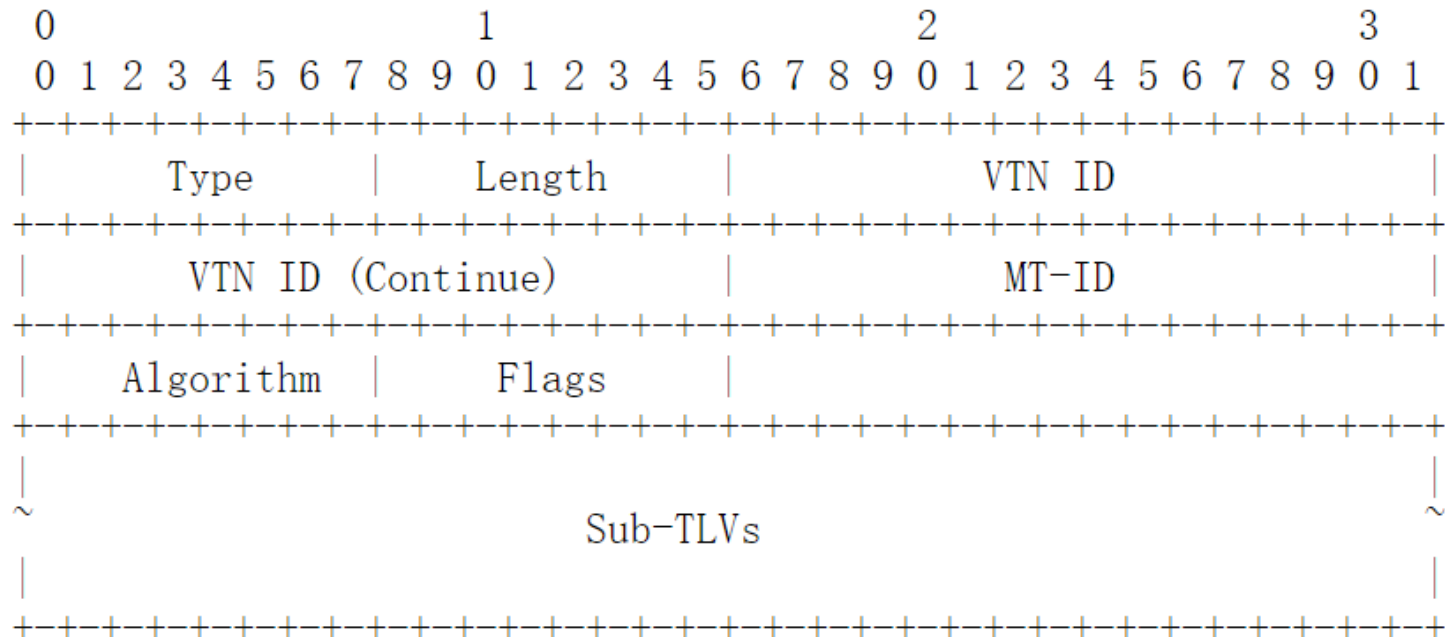 0                   1                   2                   3
0 1 2 3 4 5 6 7 8 9 0 1 2 3 4 5 6 7 8 9 0 1 2 3 4 5 6 7 8 9 0 1
+-+-+-+-+-+-+-+-+-+-+-+-+-+-+-+-+-+-+-+-+-+-+-+-+-+-+-+-+-+-+-+-+
|      Type     |    Length     |           VTN ID              |
+-+-+-+-+-+-+-+-+-+-+-+-+-+-+-+-+-+-+-+-+-+-+-+-+-+-+-+-+-+-+-+-+
|       VTN ID (Continue)       |            MT-ID              |
+-+-+-+-+-+-+-+-+-+-+-+-+-+-+-+-+-+-+-+-+-+-+-+-+-+-+-+-+-+-+-+-+
|    Algorithm  |     Flags     |
+-+-+-+-+-+-+-+-+-+-+-+-+-+-+-+-+-+-+-+-+-+-+-+-+-+-+-+-+-+-+-+-+
|                                                               |
~                         Sub-TLVs                              ~
|                                                               |
+-+-+-+-+-+-+-+-+-+-+-+-+-+-+-+-+-+-+-+-+-+-+-+-+-+-+-+-+-+-+-+-+